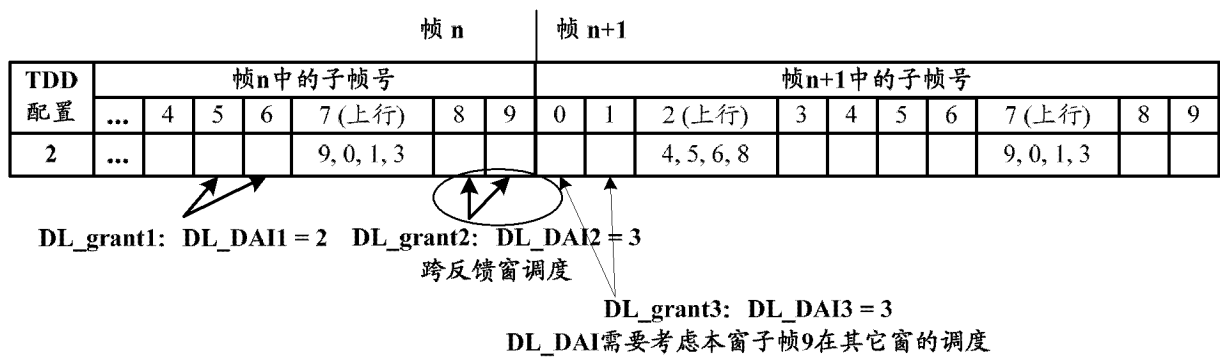 帧 n 帧 n+1
TDD配置 帧n中的子帧号 帧n+1中的子帧号
... 4 5 6 7 (上行) 8 9 0 1 2 (上行) 3 4 5 6 7 (上行) 8 9
2 ... 9, 0, 1, 3 4, 5, 6, 8 9, 0, 1, 3
DL_grant1: DL_DAI1 = 2 DL_grant2: DL_DAI2 = 3
跨反馈窗调度
DL_grant3: DL_DAI3 = 3
DL_DAI需要考虑本窗子帧9在其它窗的调度